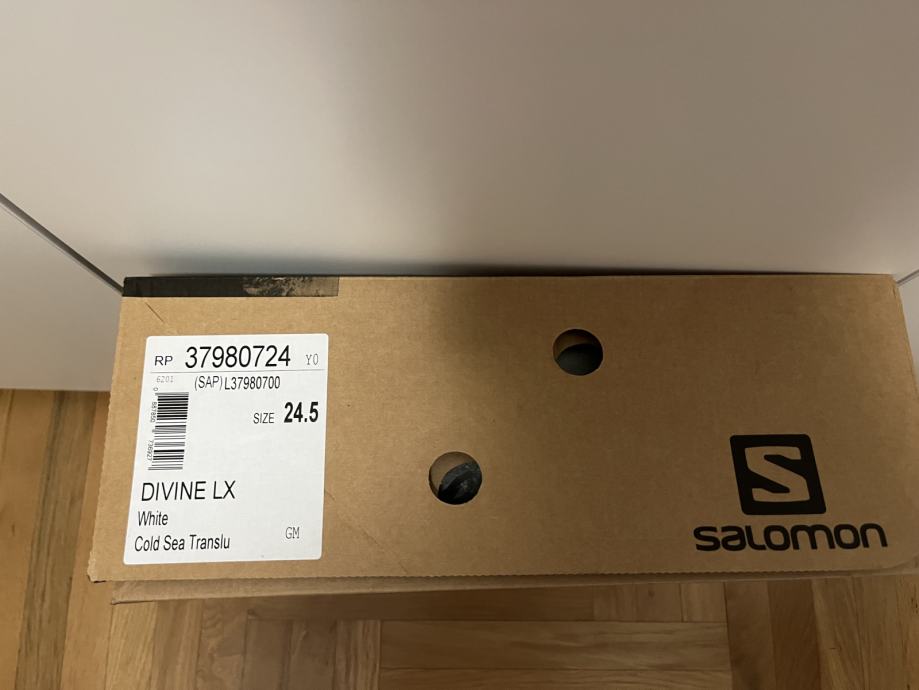 RP 37980724 Y0
6201 (SAP)L37980700
SIZE 24.5
DIVINE LX
White
Cold Sea Translu
GM
S
SALOMON